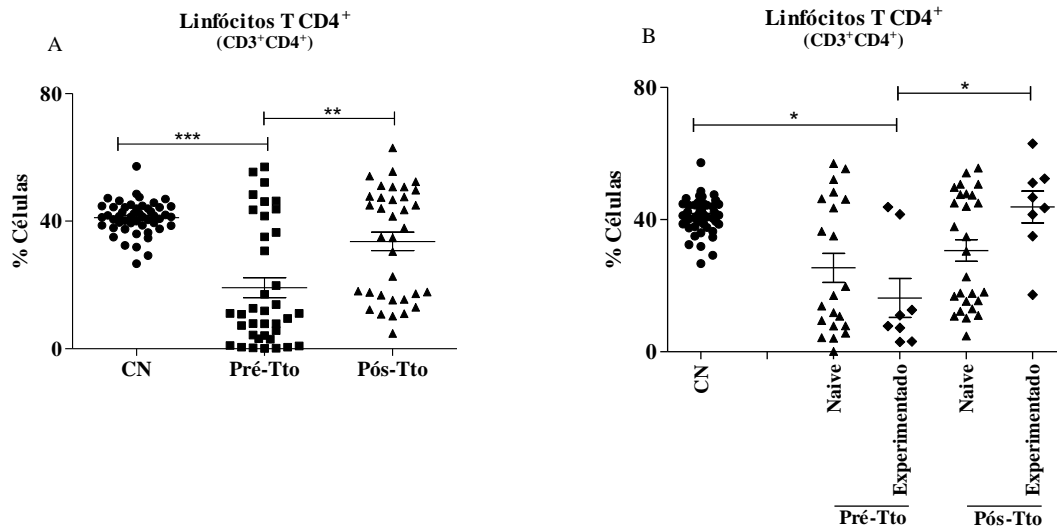 A
Linfócitos T CD4⁺
(CD3⁺CD4⁺)
% Células
80
40
0
***
**
CN
Pré-Tto
Pós-Tto
B
Linfócitos T CD4⁺
(CD3⁺CD4⁺)
% Células
80
40
0
*
*
CN
Naive
Experimentado
Naive
Experimentado
Pré-Tto
Pós-Tto